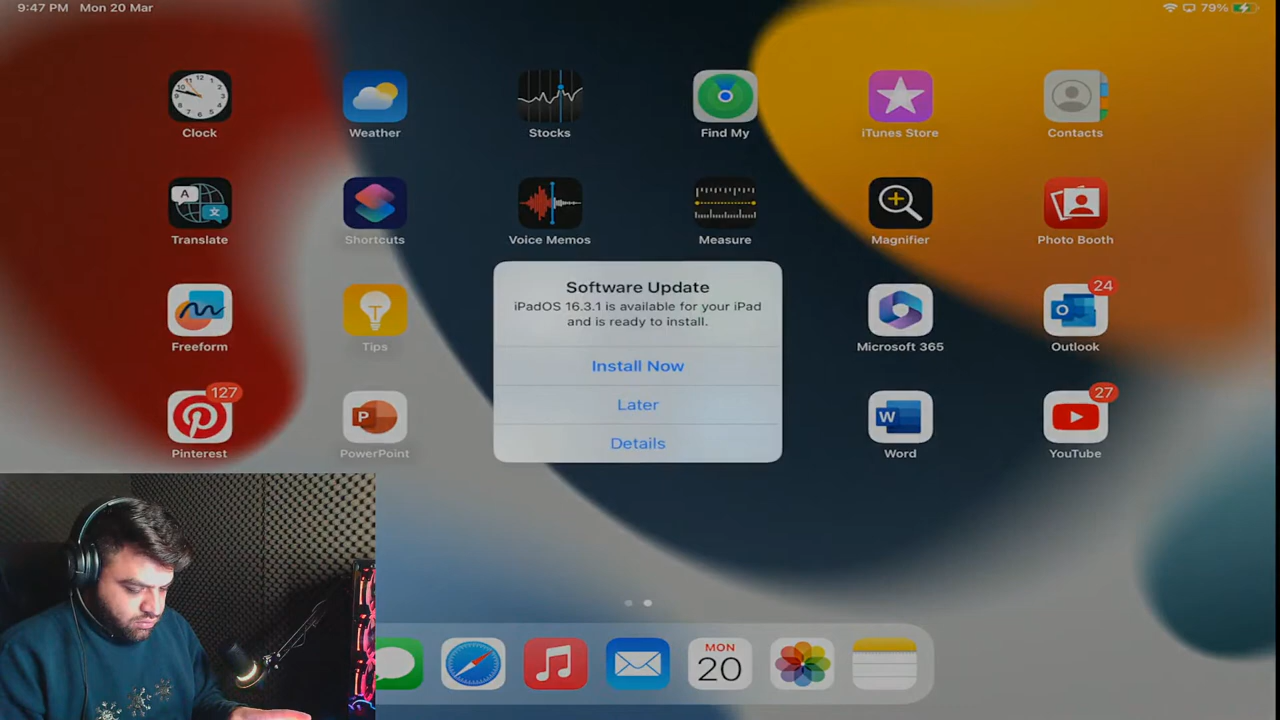 9:47 PM Mon 20 Mar
79%
Clock
Weather
Stocks
Find My
iTunes Store
Contacts
Translate
Shortcuts
Voice Memos
Measure
Magnifier
Photo Booth
Software Update
iPadOS 16.3.1 is available for your iPad
and is ready to install.
Install Now
Later
Details
24
Freeform
Tips
Microsoft 365
Outlook
127
27
P
W
Pinterest
PowerPoint
Word
YouTube
MON
20